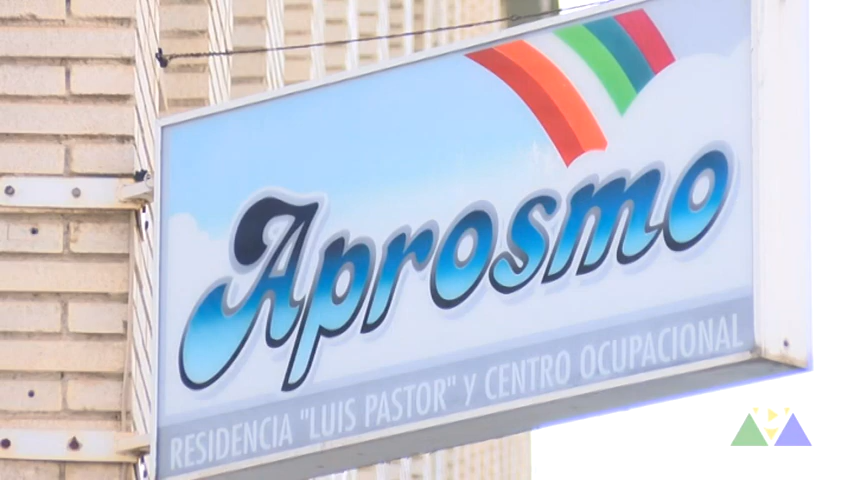 Aprosmo
RESIDENCIA "LUIS PASTOR" Y CENTRO OCUPACIONAL